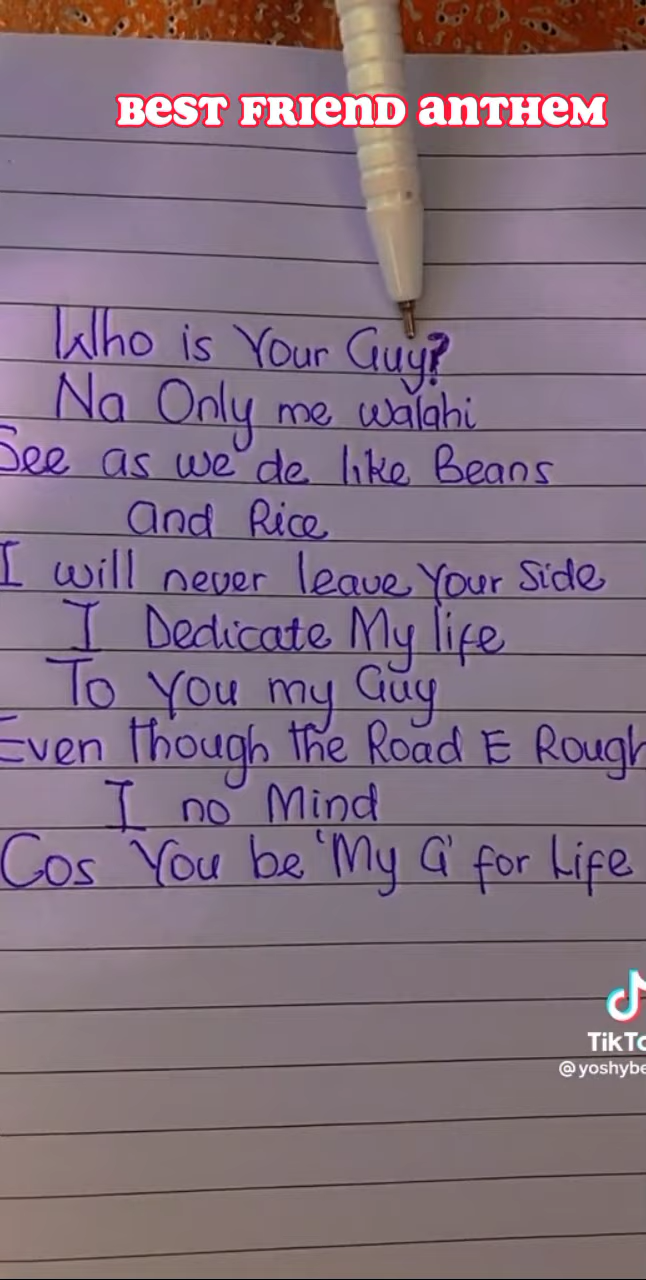 BEST FRIEND ANTHEM
Who is Your Guy?
Na Only me walahi
See as we de like Beans
and Rice
I will never leave Your Side
I Dedicate My life
To You my Guy
Even though the Road E Rough
I no Mind
Cos You be 'My G' for Life
TikTo
@yoshybe